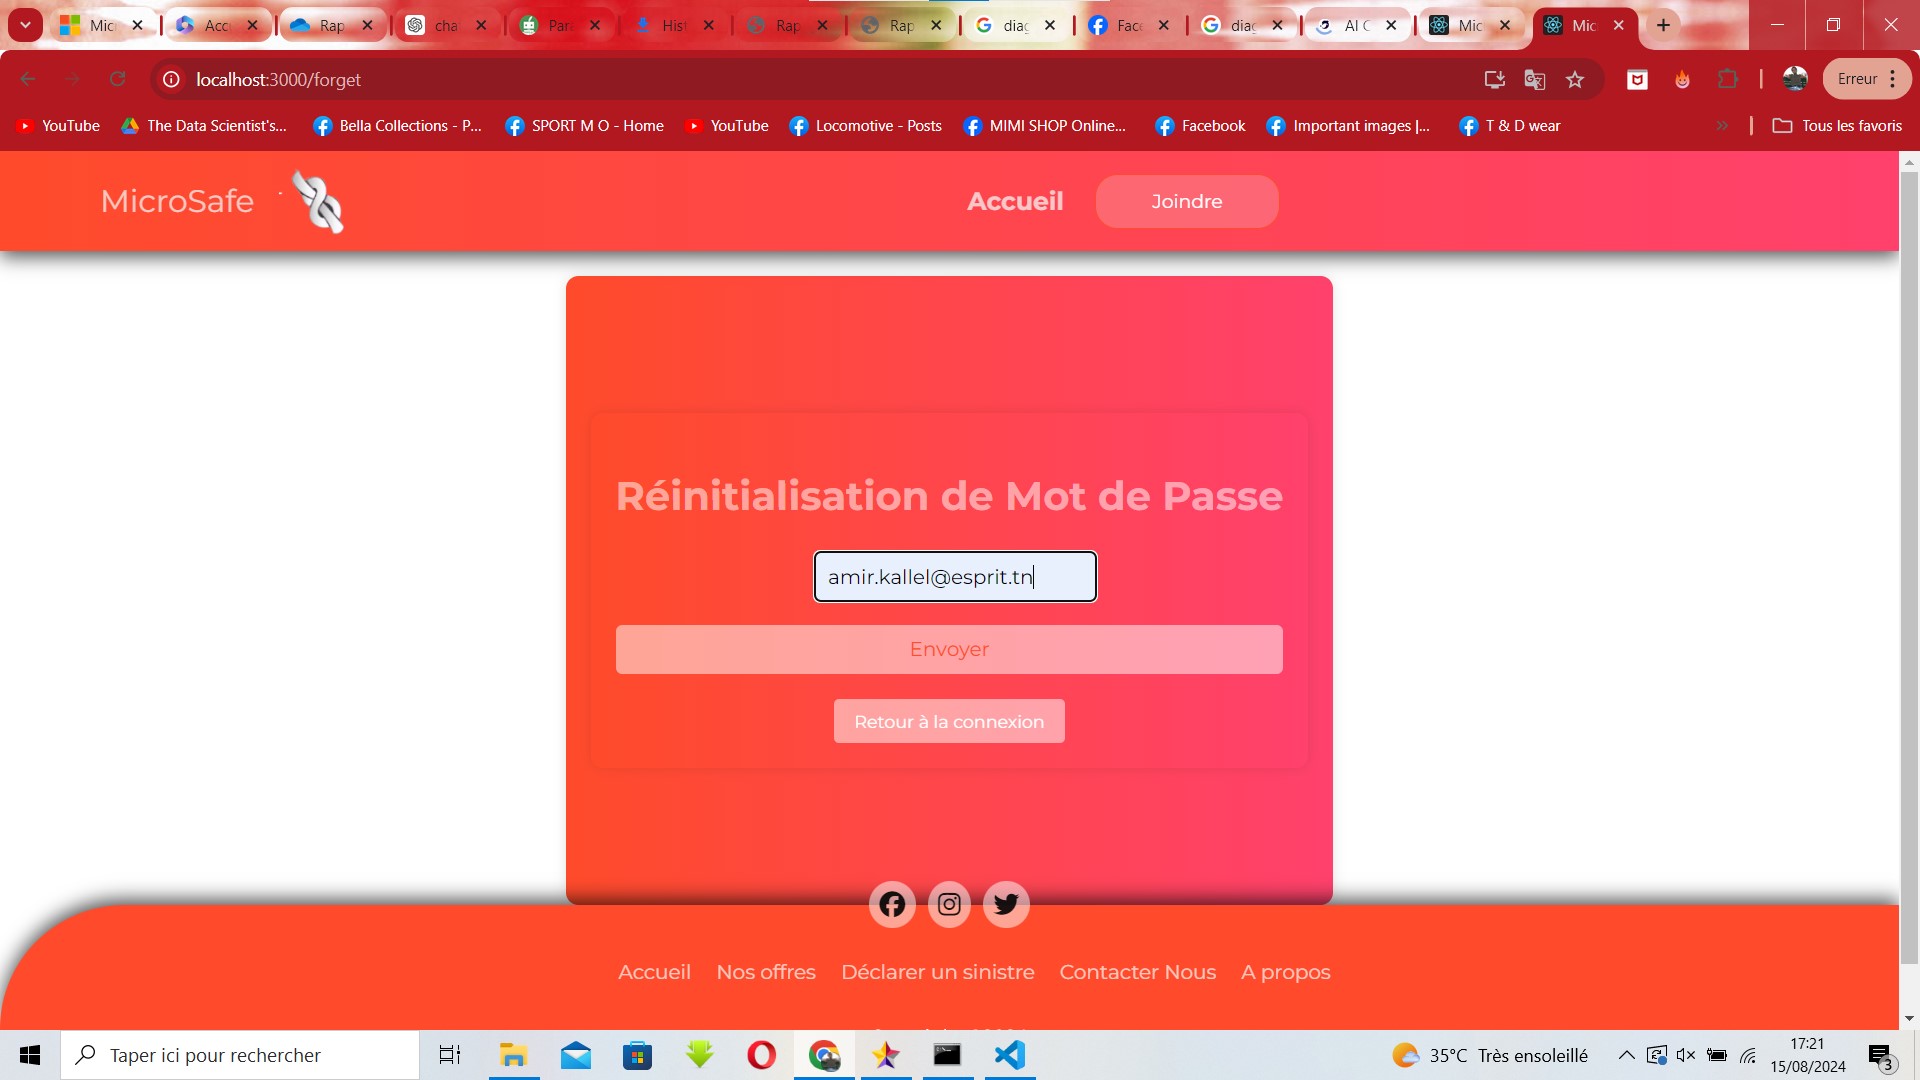 Mic
Acc
Rap
cha
Para
Hist
Rap
Rap
diag
Face
diag
AI C
Mic
Mic
localhost:3000/forget
Erreur
YouTube
The Data Scientist's...
Bella Collections - P...
SPORT M O - Home
YouTube
Locomotive - Posts
MIMI SHOP Online...
Facebook
Important images |...
T & D wear
Tous les favoris
MicroSafe
Accueil
Joindre
Réinitialisation de Mot de Passe
amir.kallel@esprit.tn
Envoyer
Retour à la connexion
Accueil
Nos offres
Déclarer un sinistre
Contacter Nous
A propos
Taper ici pour rechercher
35°C Très ensoleillé
17:21
15/08/2024
3